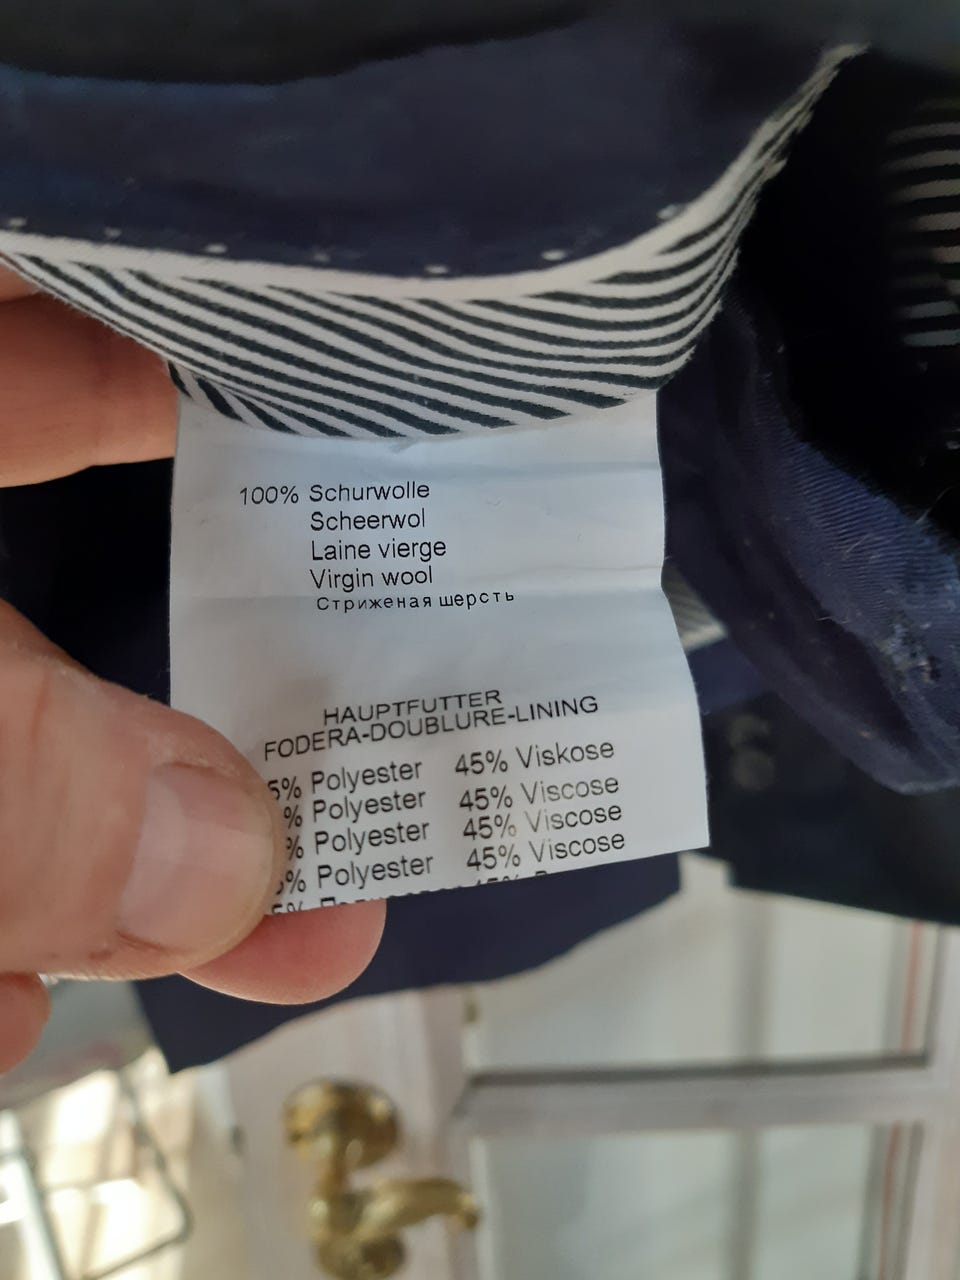 100% Schurwolle
Scheerwol
Laine vierge
Virgin wool
Стриженая шерсть
HAUPTFUTTER
FODERA-DOUBLURE-LINING
5% Polyester 45% Viskose
% Polyester 45% Viscose
% Polyester 45% Viscose
% Polyester 45% Viscose